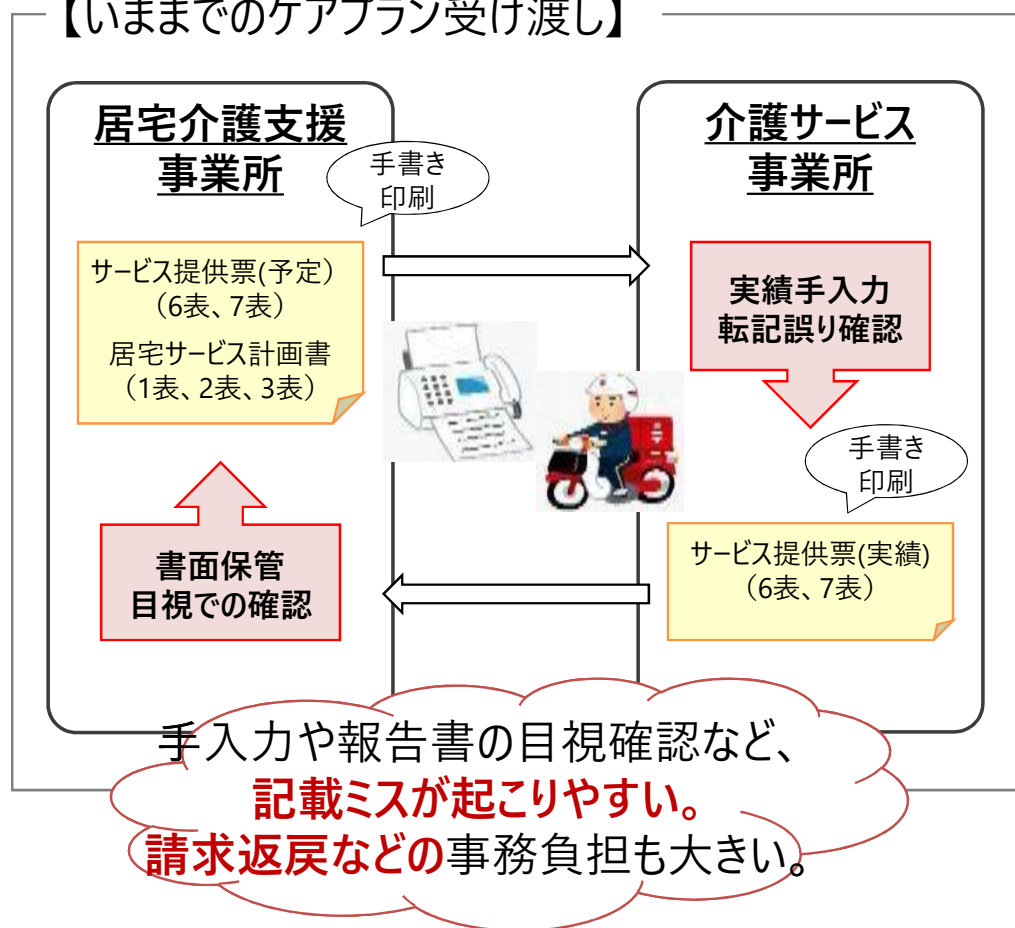 【いままでのケアプラン受け渡し】
居宅介護支援
事業所
手書き
印刷
サービス提供票(予定)
（6表、7表）
居宅サービス計画書
（1表、2表、3表）
書面保管
目視での確認
介護サービス
事業所
実績手入力
転記誤り確認
手書き
印刷
サービス提供票(実績)
（6表、7表）
手入力や報告書の目視確認など、
記載ミスが起こりやすい。
請求返戻などの事務負担も大きい。